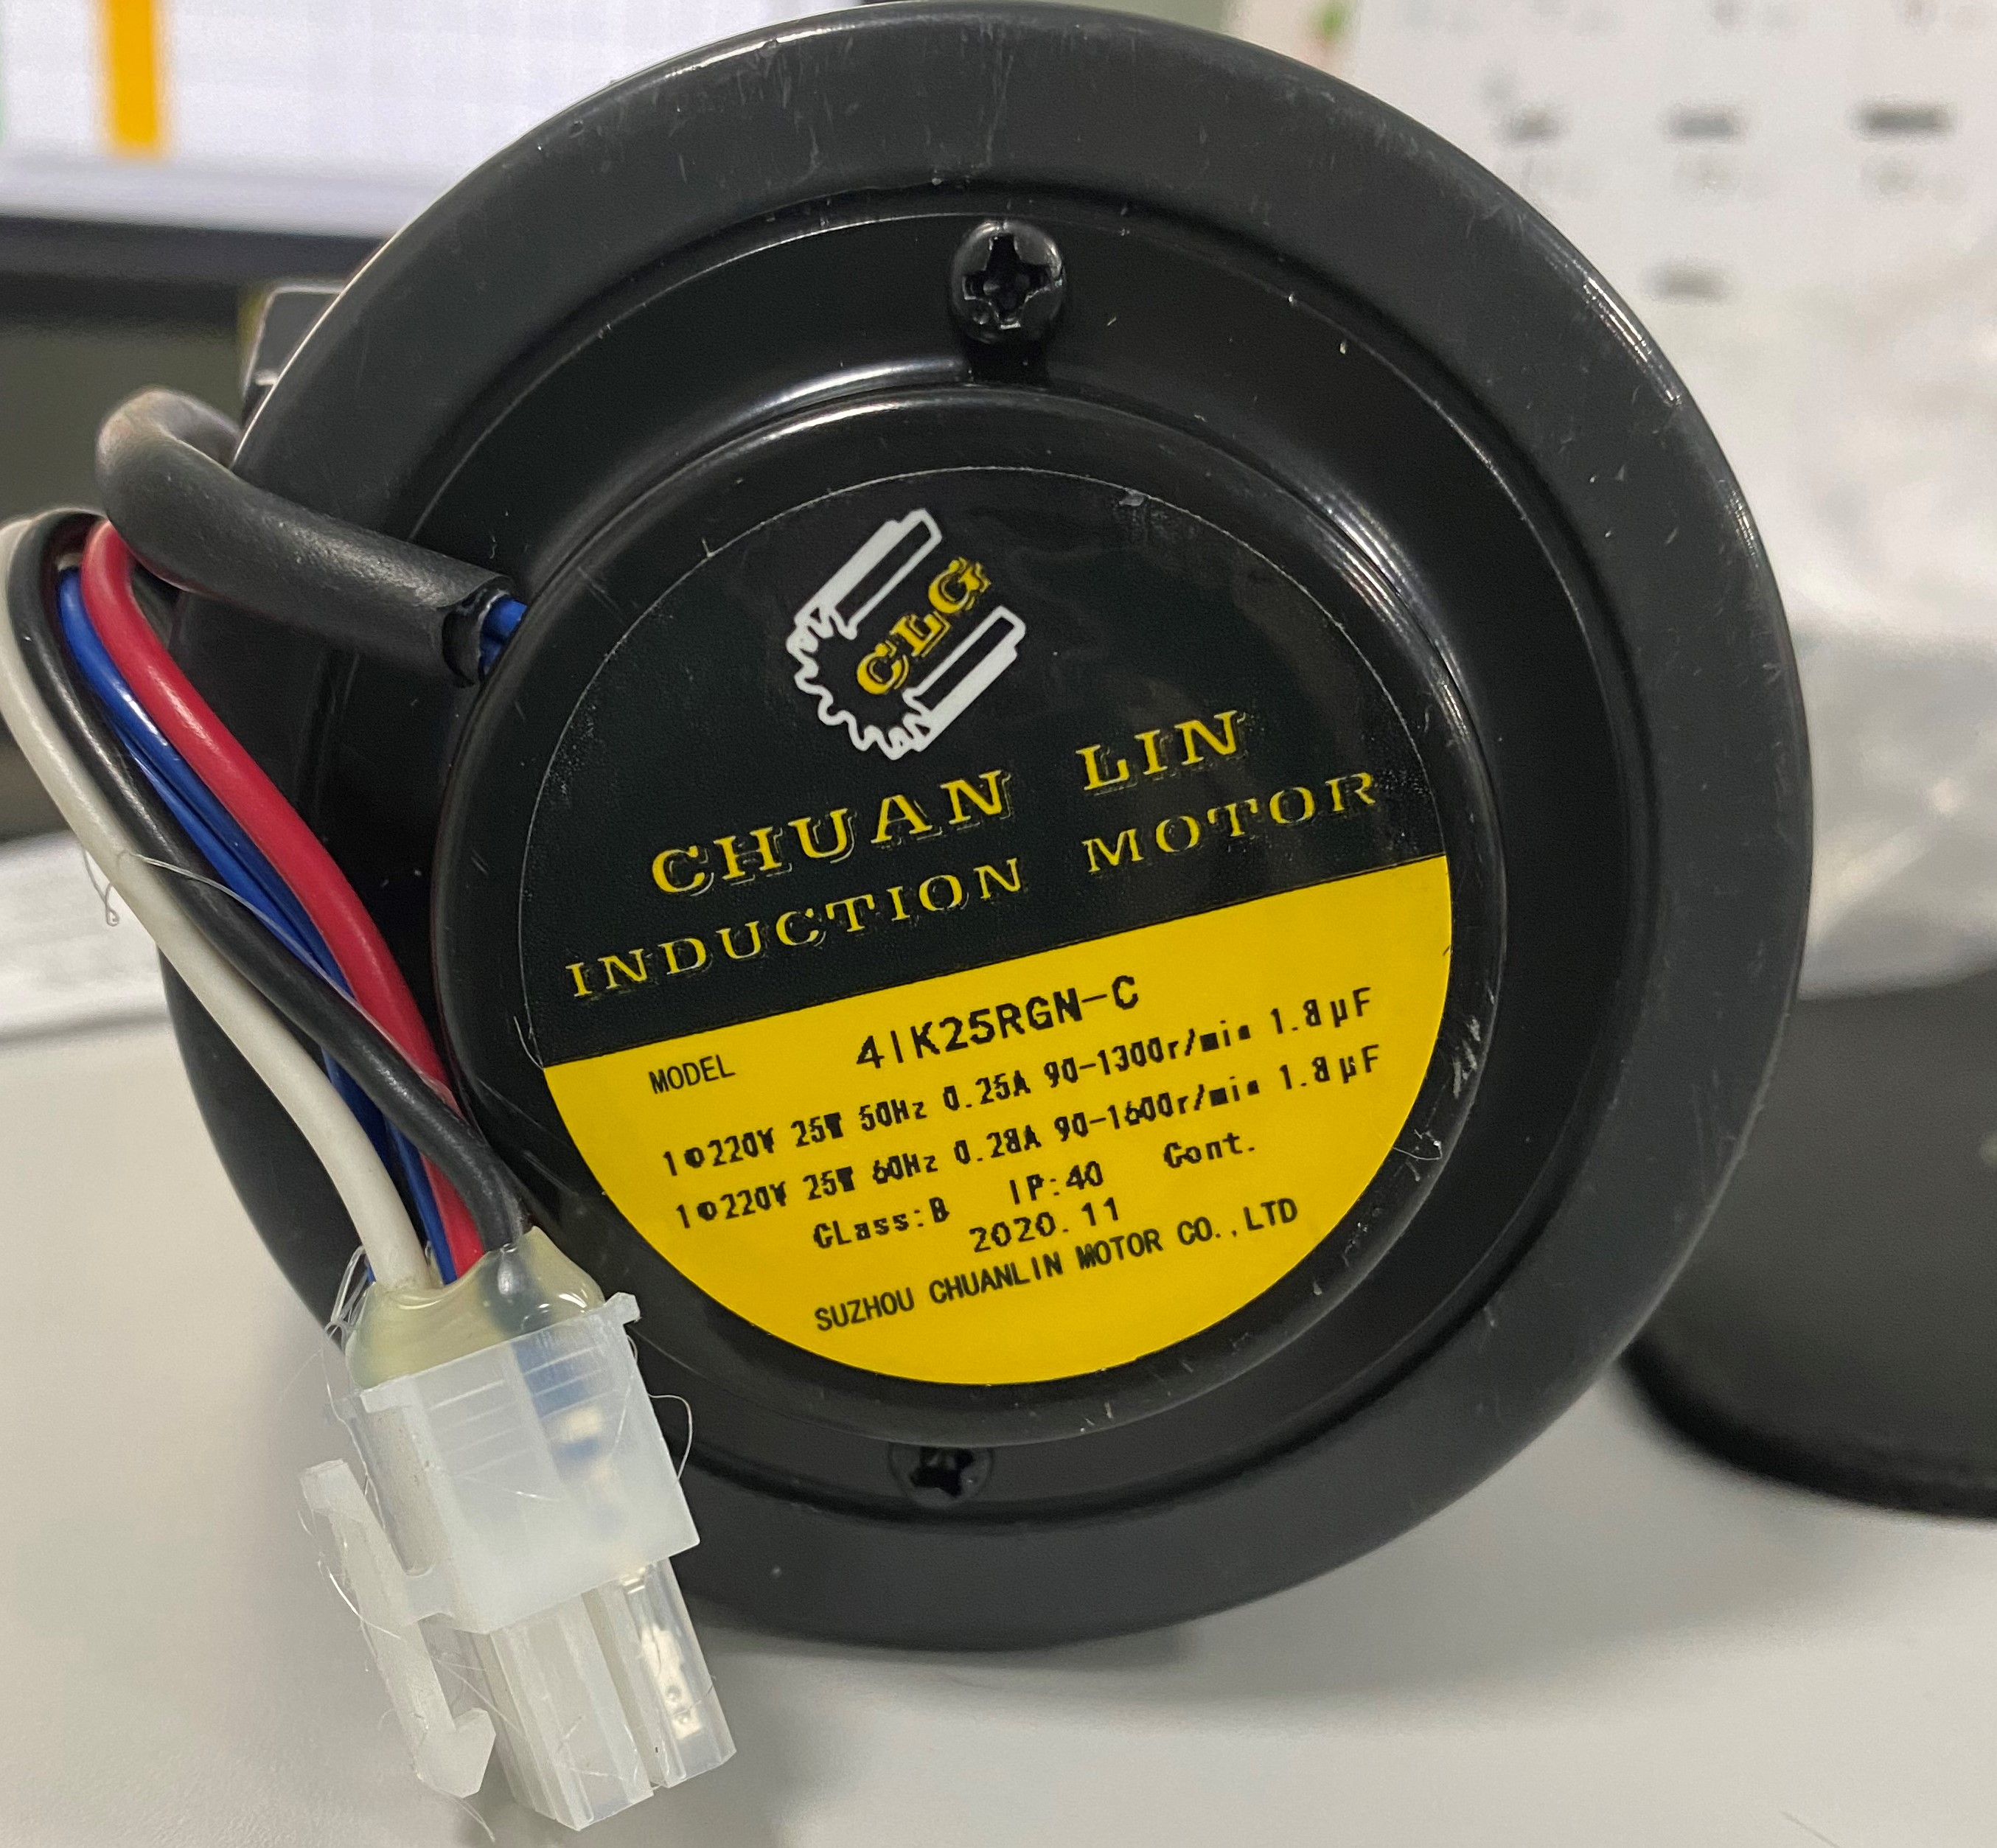 CLG
CHUAN LIN
INDUCTION MOTOR
MODEL 4IK25RGN-C
1Φ220V 25W 50Hz 0.25A 90-1300r/min 1.8μF
1Φ220V 25W 60Hz 0.28A 90-1600r/min 1.8μF
CLass:B IP:40 Cont.
2020.11
SUZHOU CHUANLIN MOTOR CO.,LTD